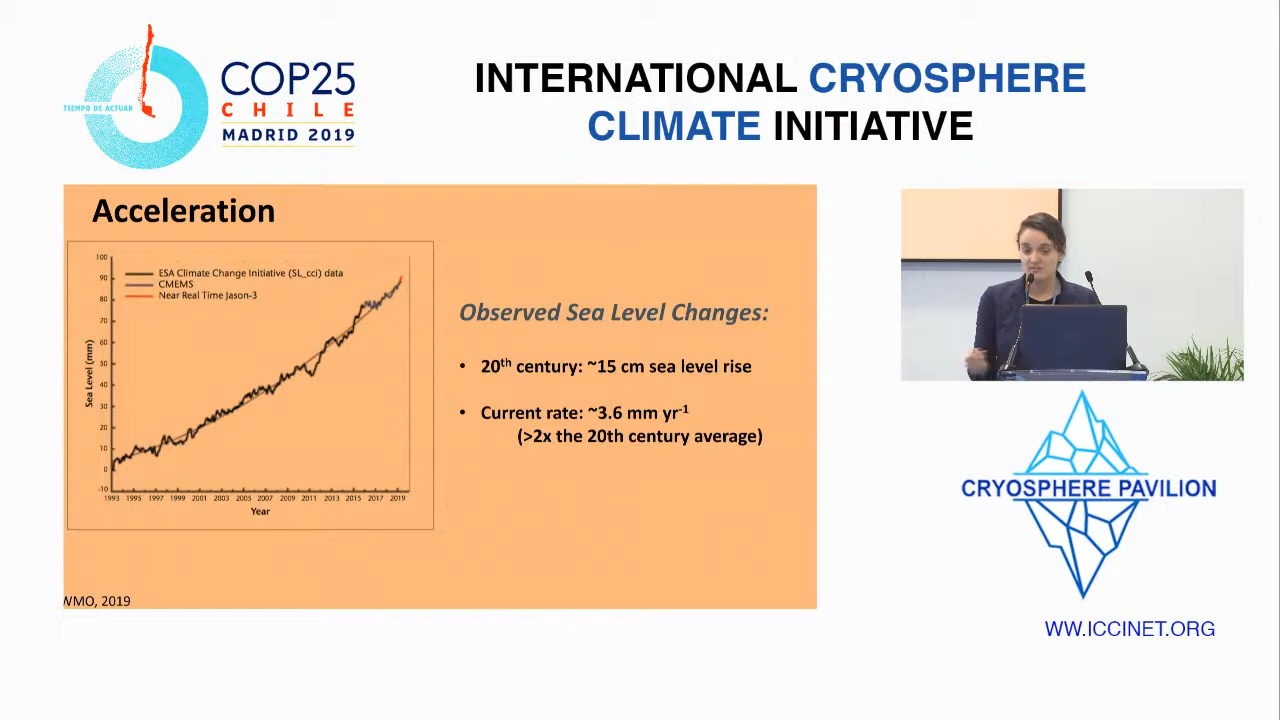 TIEMPO DE ACTUAR
COP25
CHILE
MADRID 2019
INTERNATIONAL CRYOSPHERE
CLIMATE INITIATIVE
Acceleration
ESA Climate Change Initiative (SL_cci) data
CMEMS
Near Real Time Jason-3
Sea Level (mm)
100
90
80
70
60
50
40
30
20
10
0
-10
1993 1995 1997 1999 2001 2003 2005 2007 2009 2011 2013 2015 2017 2019
Year
Observed Sea Level Changes:
• 20th century: ~15 cm sea level rise
• Current rate: ~3.6 mm yr-1
(>2x the 20th century average)
WMO, 2019
CRYOSPHERE PAVILION
WW.ICCINET.ORG